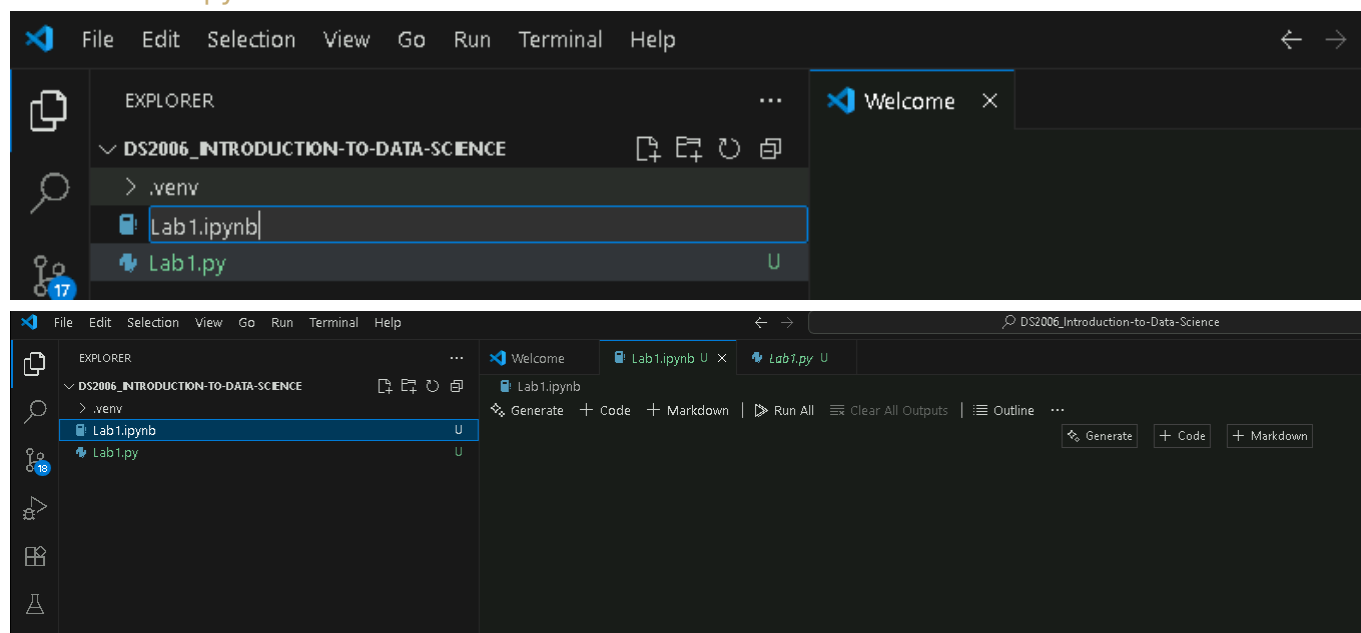 py
File Edit Selection View Go Run Terminal Help
EXPLORER
Welcome
DS2006_INTRODUCTION-TO-DATA-SCIENCE
.venv
Lab1.ipynb
Lab1.py U
17
File Edit Selection View Go Run Terminal Help DS2006_Introduction-to-Data-Science
EXPLORER
Welcome Lab1.ipynb U Lab1.py U
DS2006_INTRODUCTION-TO-DATA-SCIENCE
Lab1.ipynb
.venv
Generate + Code + Markdown Run All Clear All Outputs Outline ...
Lab1.ipynb U
Generate + Code + Markdown
Lab1.py U
18